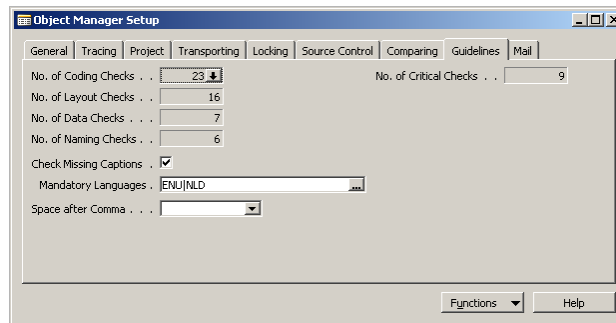 Object Manager Setup
General Tracing Project Transporting Locking Source Control Comparing Guidelines Mail
No. of Coding Checks . . 23 No. of Critical Checks . . 9
No. of Layout Checks . . 16
No. of Data Checks . . . 7
No. of Naming Checks . . 6
Check Missing Captions .
Mandatory Languages . ENU|NLD ...
Space after Comma . . .
Functions Help